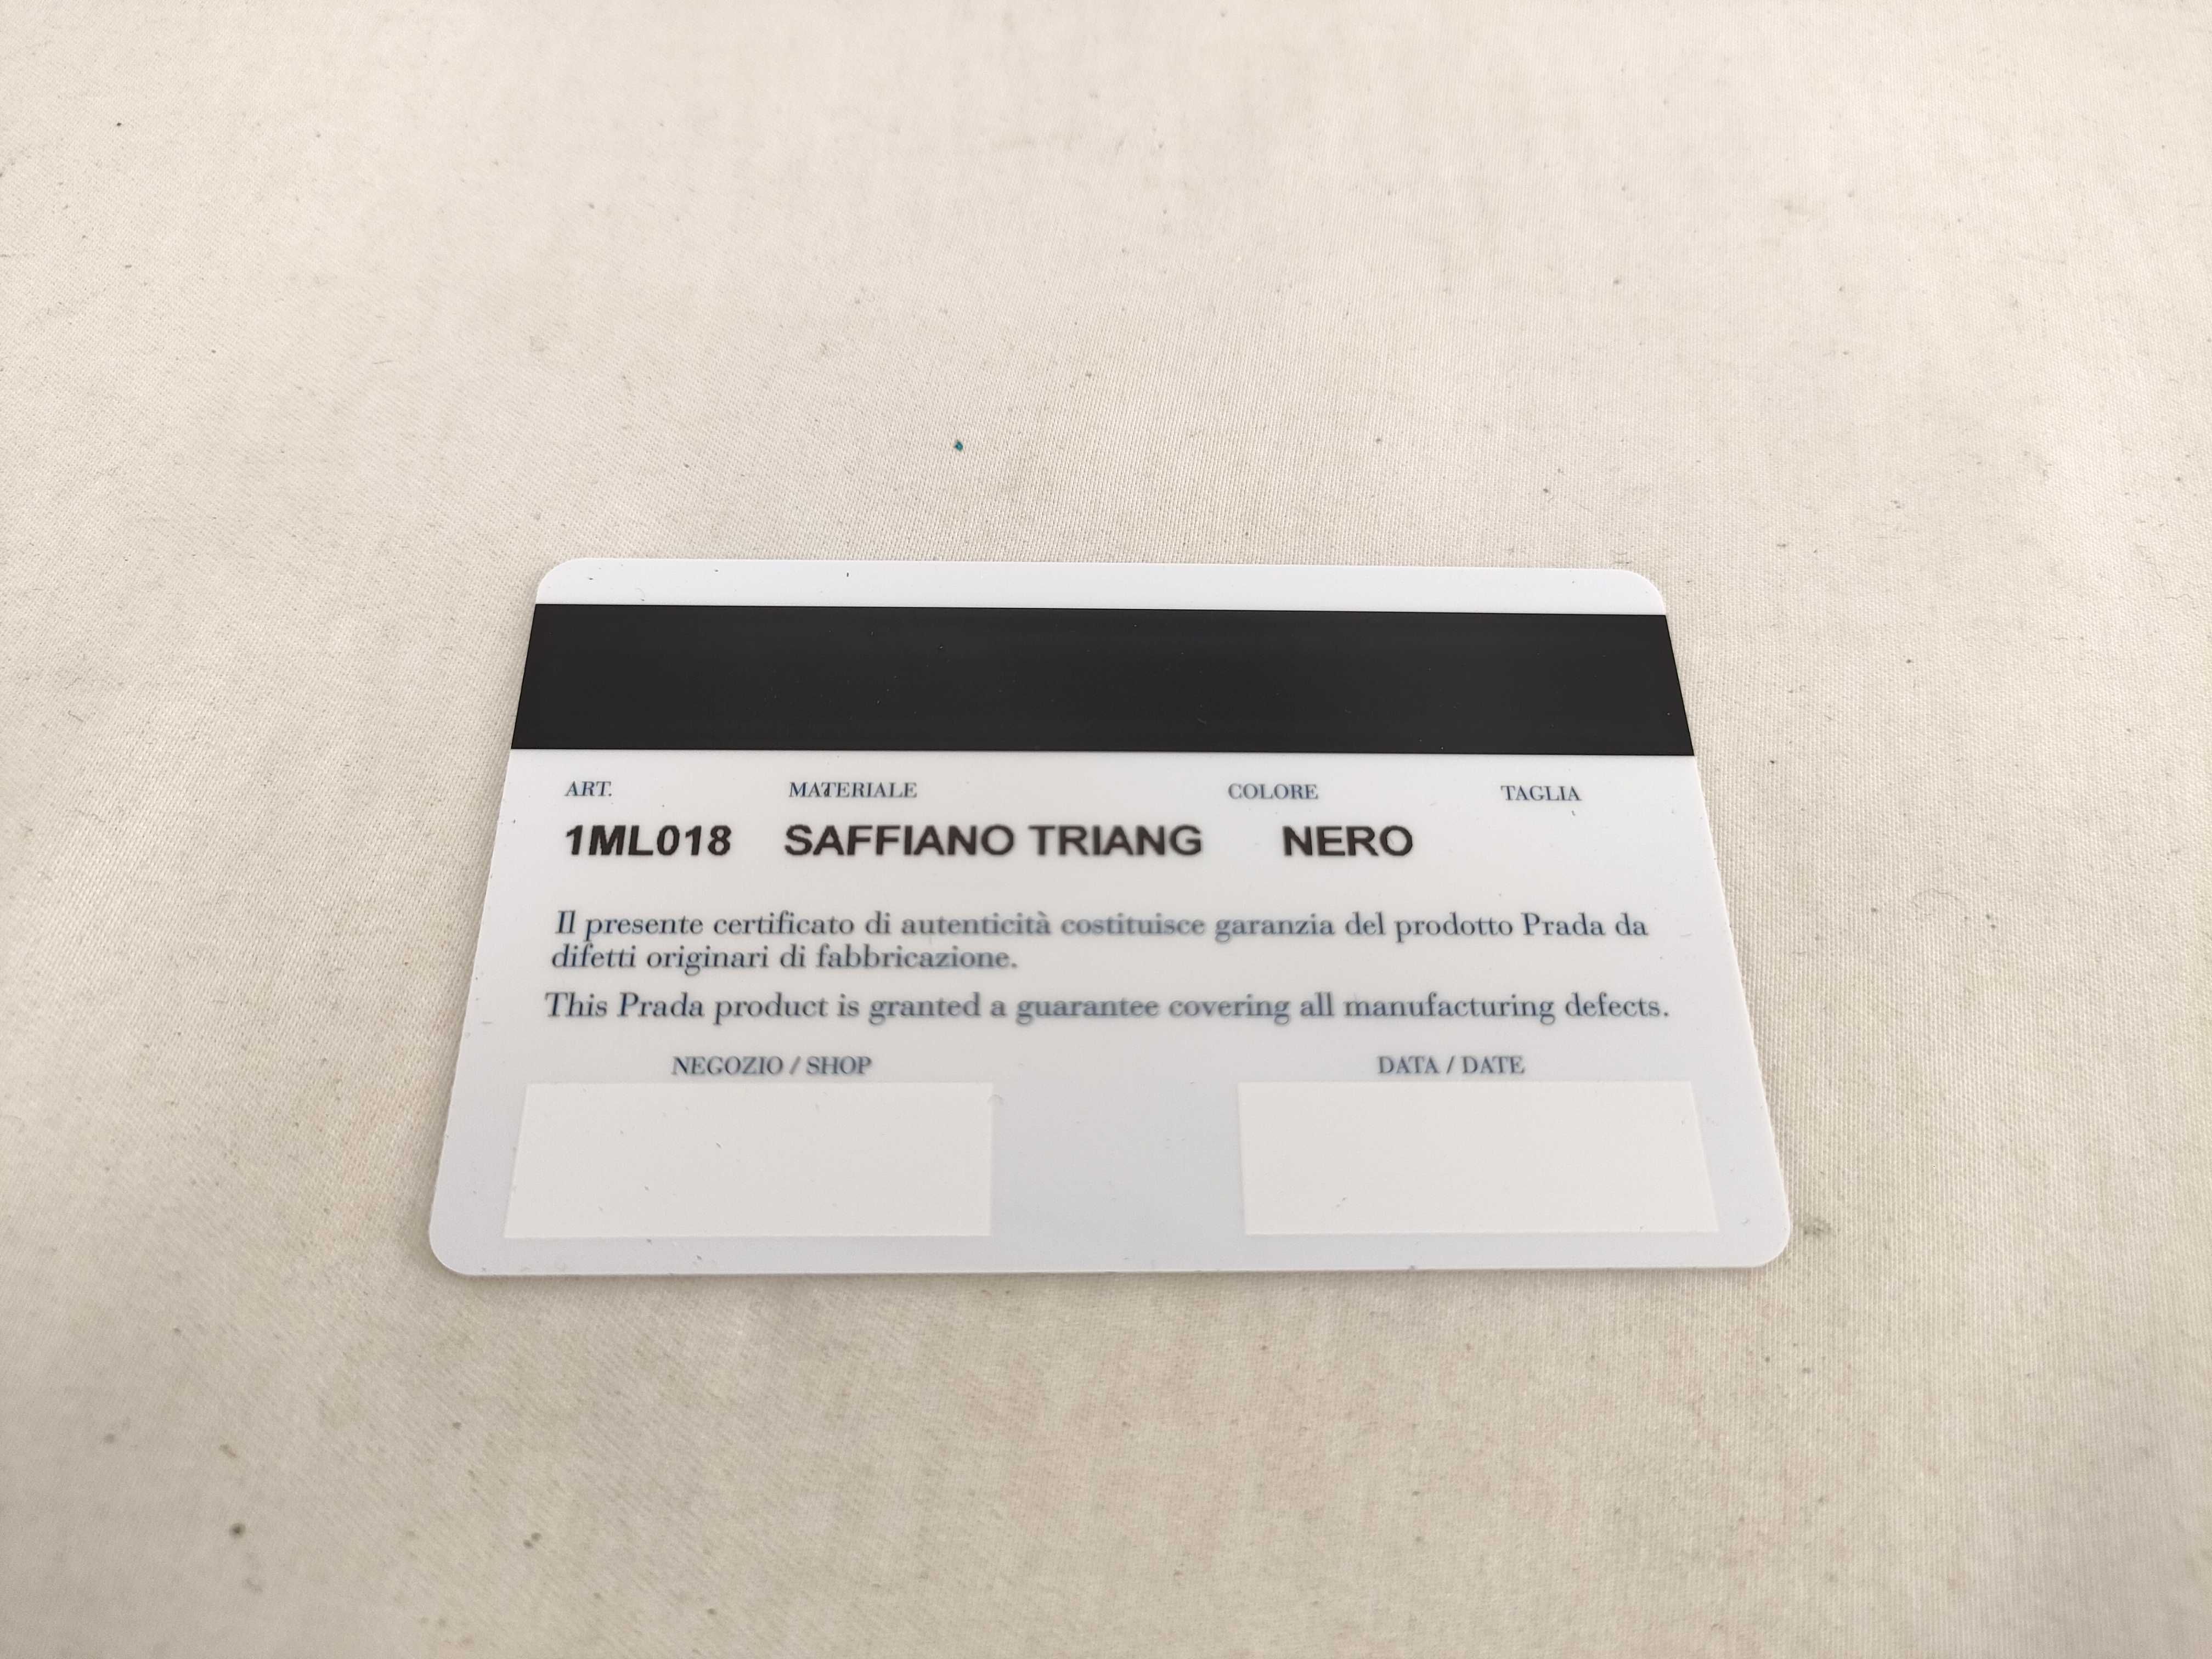 ART. MATERIALE COLORE TAGLIA
1ML018 SAFFIANO TRIANG NERO
Il presente certificato di autenticità costituisce garanzia del prodotto Prada da
difetti originari di fabbricazione.
This Prada product is granted a guarantee covering all manufacturing defects.
NEGOZIO / SHOP DATA / DATE